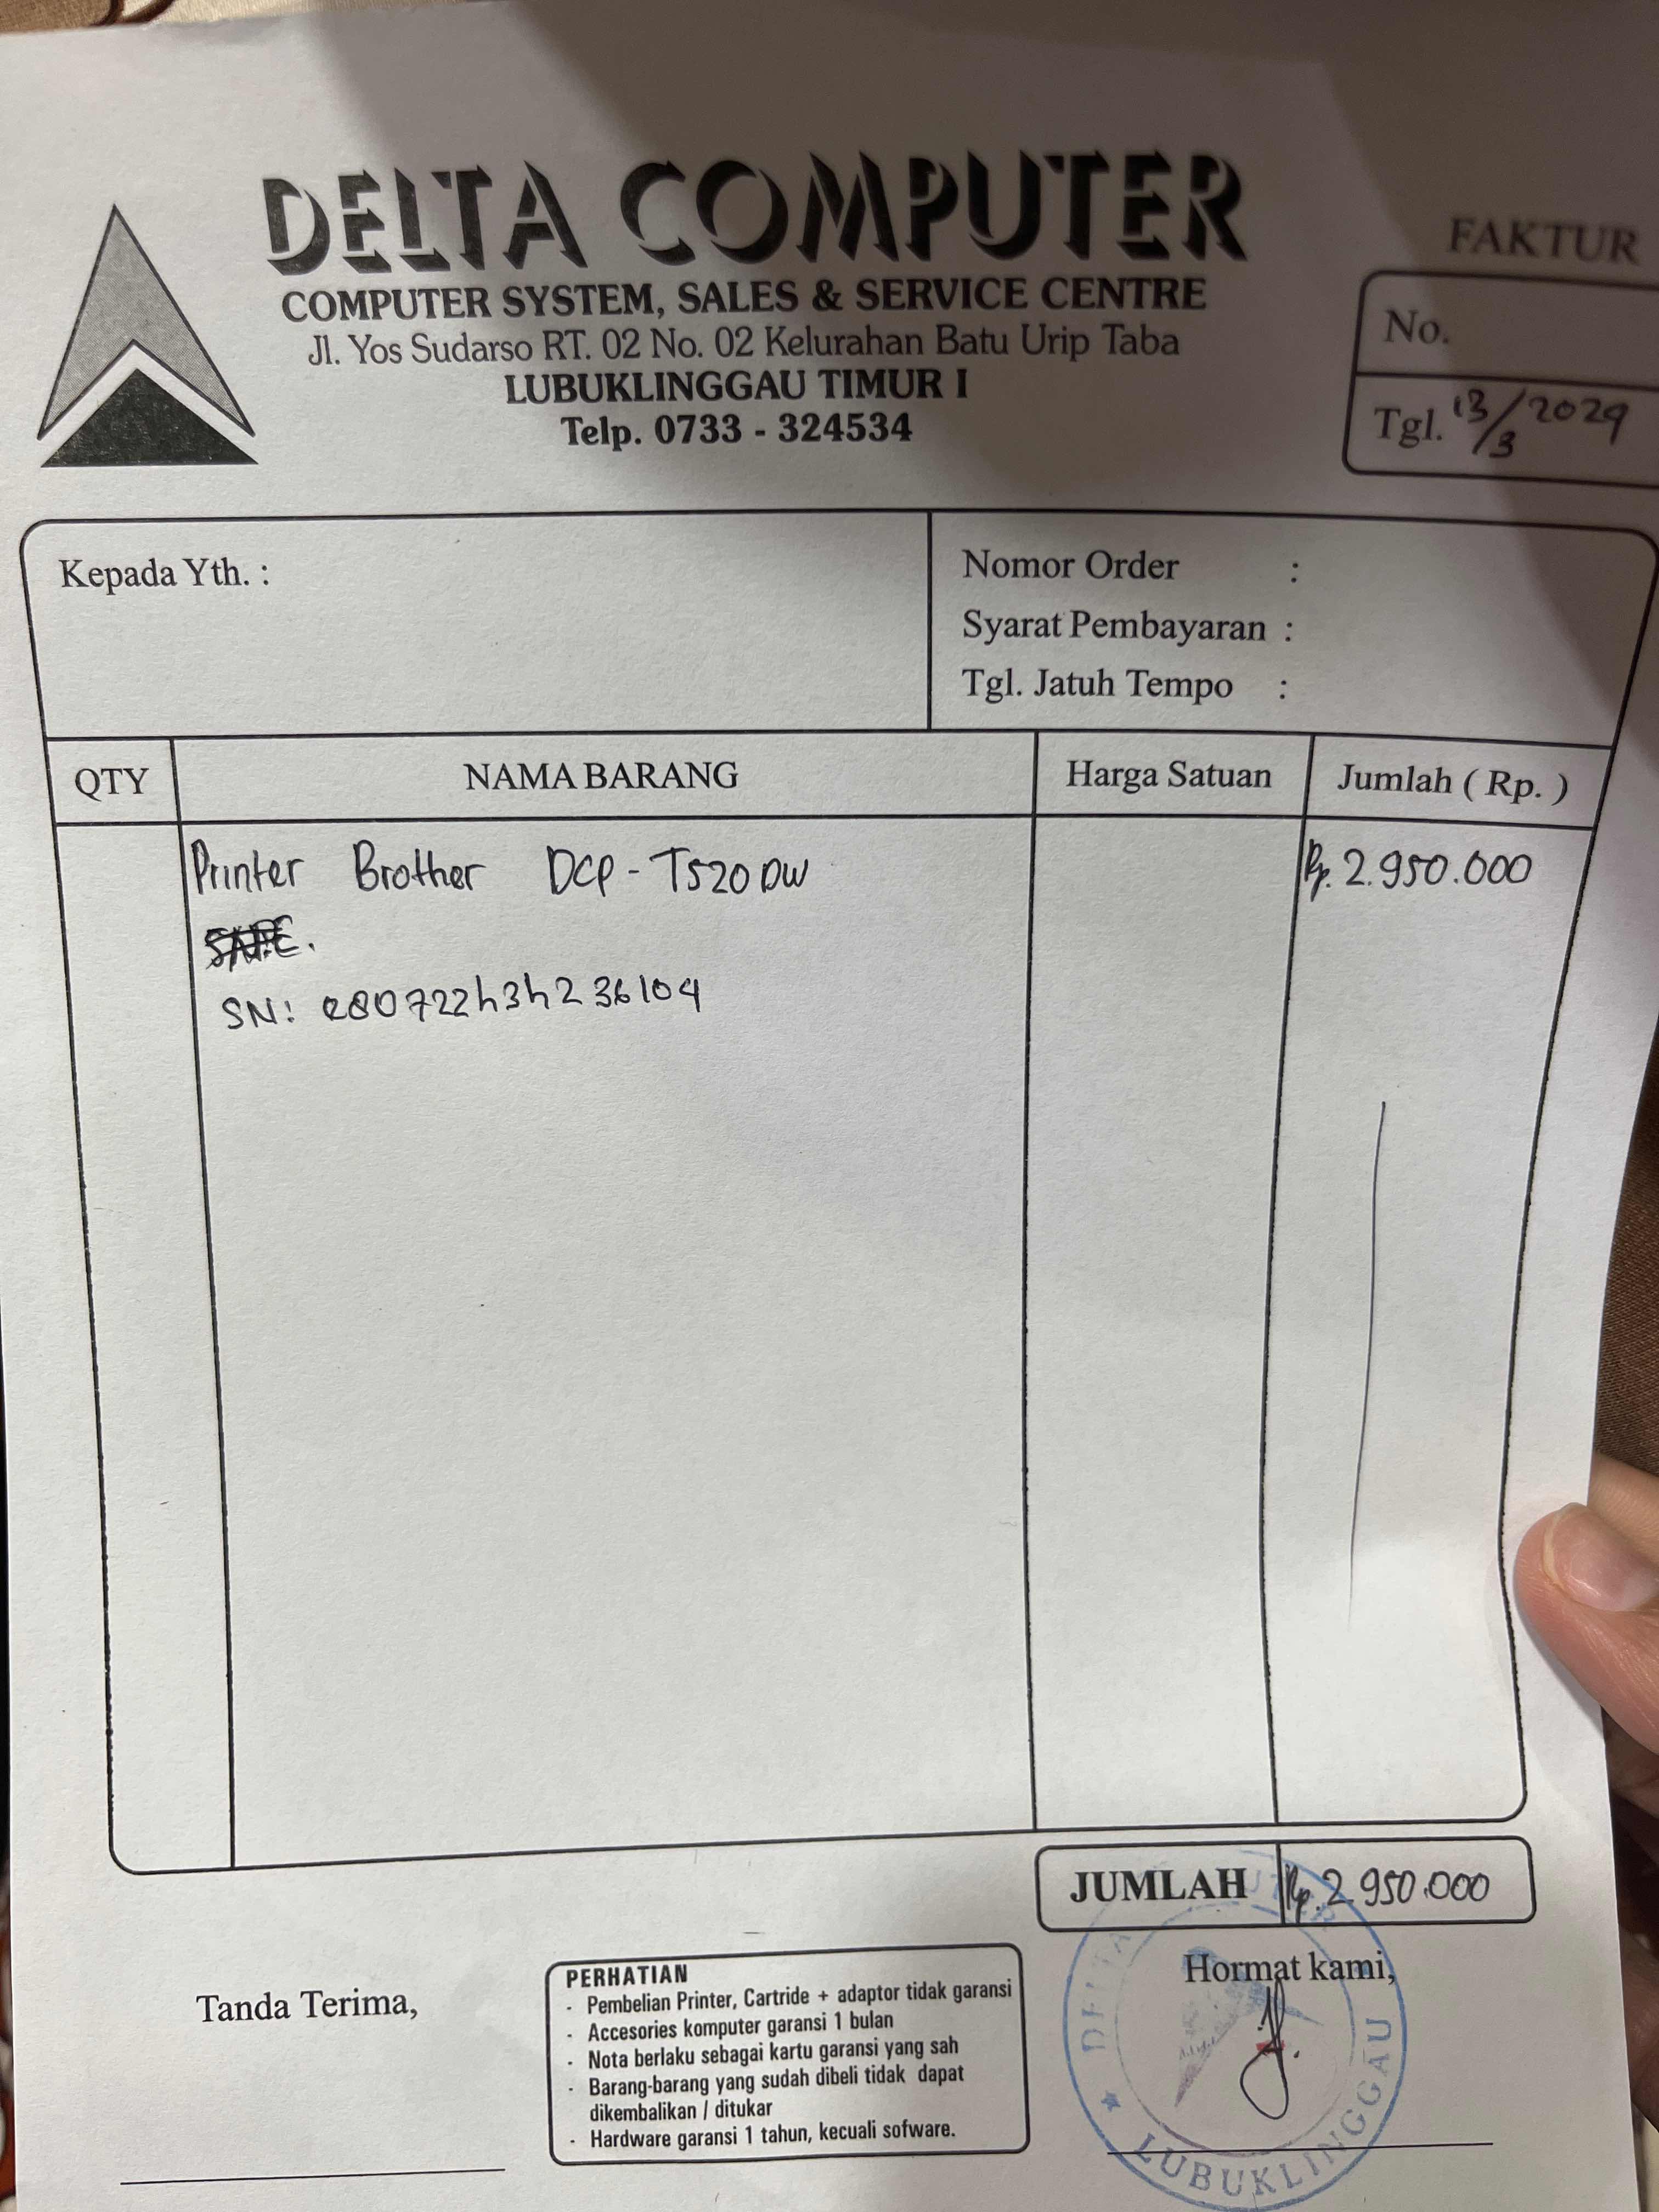 DELTA COMPUTER
COMPUTER SYSTEM, SALES & SERVICE CENTRE
Jl. Yos Sudarso RT. 02 No. 02 Kelurahan Batu Urip Taba
LUBUKLINGGAU TIMUR I
Telp. 0733 - 324534
FAKTUR
No.
Tgl. 13/3 2029
Kepada Yth. :
Nomor Order :
Syarat Pembayaran :
Tgl. Jatuh Tempo :
QTY NAMA BARANG Harga Satuan Jumlah ( Rp. )
Printer Brother DCP - T520DW Rp. 2.950.000
SN: e80722h3h236104
JUMLAH Rp. 2.950.000
Tanda Terima,
PERHATIAN
- Pembelian Printer, Cartride + adaptor tidak garansi
- Accesories komputer garansi 1 bulan
- Nota berlaku sebagai kartu garansi yang sah
- Barang-barang yang sudah dibeli tidak dapat
dikembalikan / ditukar
- Hardware garansi 1 tahun, kecuali sofware.
Hormat kami,
LUBUKLINGGAU